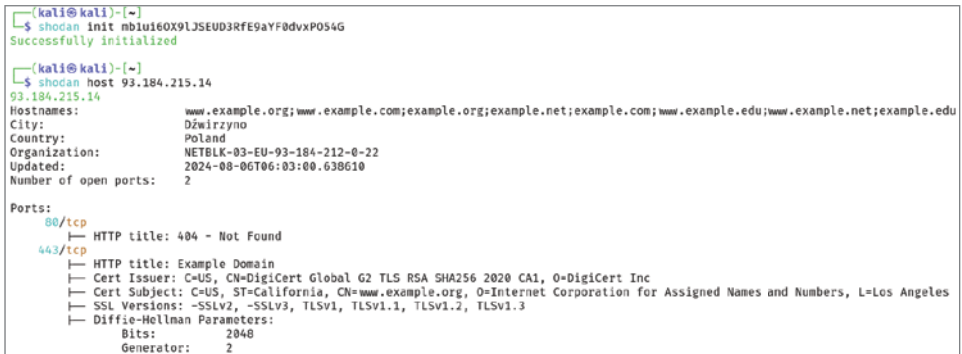 ┌──(kali㉿kali)-[~]
└─$ shodan init mb1ui6OX9lJSEUD3RfE9aYF0dvxPO54G
Successfully initialized
┌──(kali㉿kali)-[~]
└─$ shodan host 93.184.215.14
93.184.215.14
Hostnames: www.example.org;www.example.com;example.org;example.net;example.com;www.example.edu;www.example.net;example.edu
City: Dźwirzyno
Country: Poland
Organization: NETBLK-03-EU-93-184-212-0-22
Updated: 2024-08-06T06:03:00.638610
Number of open ports: 2
Ports:
80/tcp
├── HTTP title: 404 - Not Found
443/tcp
├── HTTP title: Example Domain
├── Cert Issuer: C=US, CN=DigiCert Global G2 TLS RSA SHA256 2020 CA1, O=DigiCert Inc
├── Cert Subject: C=US, ST=California, CN=www.example.org, O=Internet Corporation for Assigned Names and Numbers, L=Los Angeles
├── SSL Versions: -SSLv2, -SSLv3, TLSv1, TLSv1.1, TLSv1.2, TLSv1.3
├── Diffie-Hellman Parameters:
Bits: 2048
Generator: 2